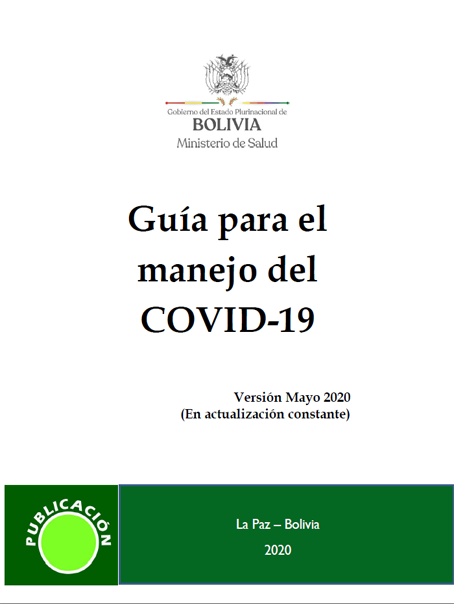 Gobierno del Estado Plurinacional de
BOLIVIA
Ministerio de Salud
Guía para el
manejo del
COVID-19
Versión Mayo 2020
(En actualización constante)
PUBLICACIÓN
La Paz – Bolivia
2020